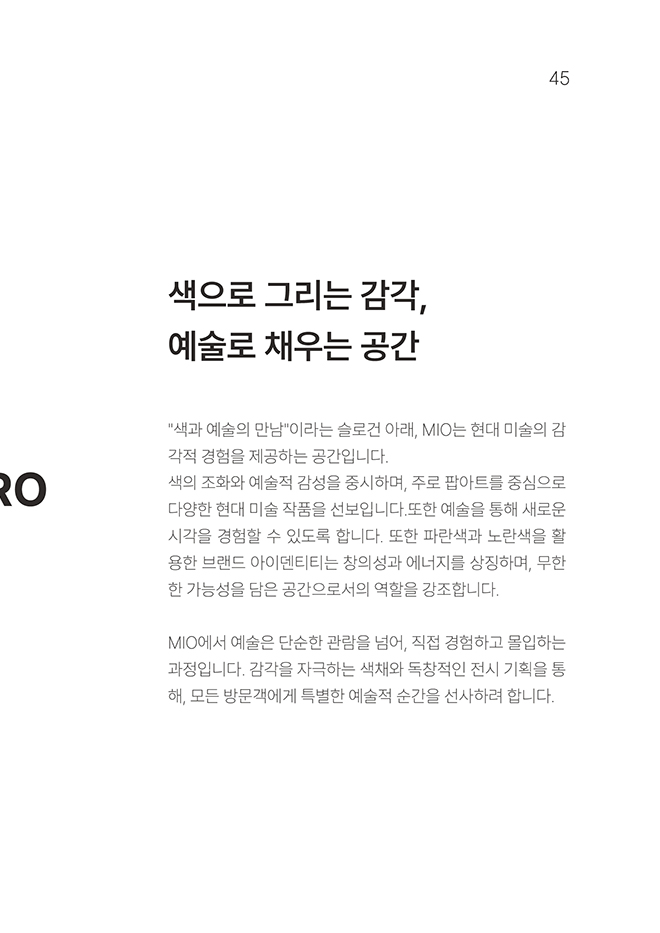 45
색으로 그리는 감각,
예술로 채우는 공간
"색과 예술의 만남"이라는 슬로건 아래, MIO는 현대 미술의 감
각적 경험을 제공하는 공간입니다.
색의 조화와 예술적 감성을 중시하며, 주로 팝아트를 중심으로
다양한 현대 미술 작품을 선보입니다.또한 예술을 통해 새로운
시각을 경험할 수 있도록 합니다. 또한 파란색과 노란색을 활
용한 브랜드 아이덴티티는 창의성과 에너지를 상징하며, 무한
한 가능성을 담은 공간으로서의 역할을 강조합니다.
RO
MIO에서 예술은 단순한 관람을 넘어, 직접 경험하고 몰입하는
과정입니다. 감각을 자극하는 색채와 독창적인 전시 기획을 통
해, 모든 방문객에게 특별한 예술적 순간을 선사하려 합니다.